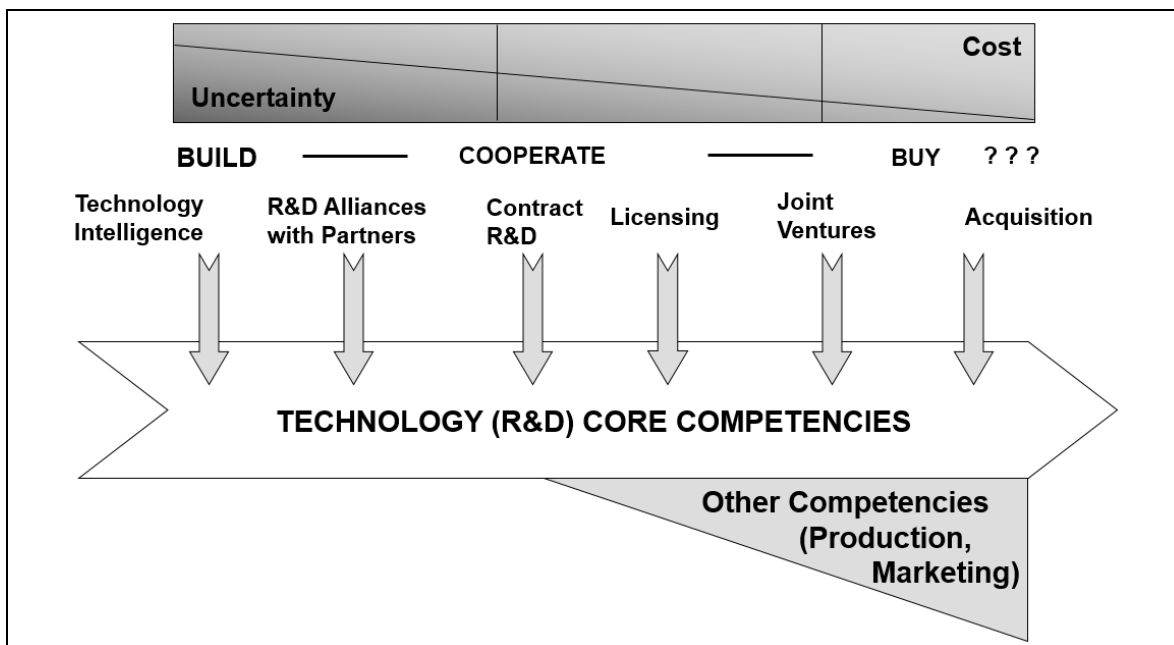 Cost
Uncertainty
BUILD COOPERATE BUY ? ? ?
Technology
Intelligence
R&D Alliances
with Partners
Contract
R&D
Licensing
Joint
Ventures
Acquisition
TECHNOLOGY (R&D) CORE COMPETENCIES
Other Competencies
(Production,
Marketing)